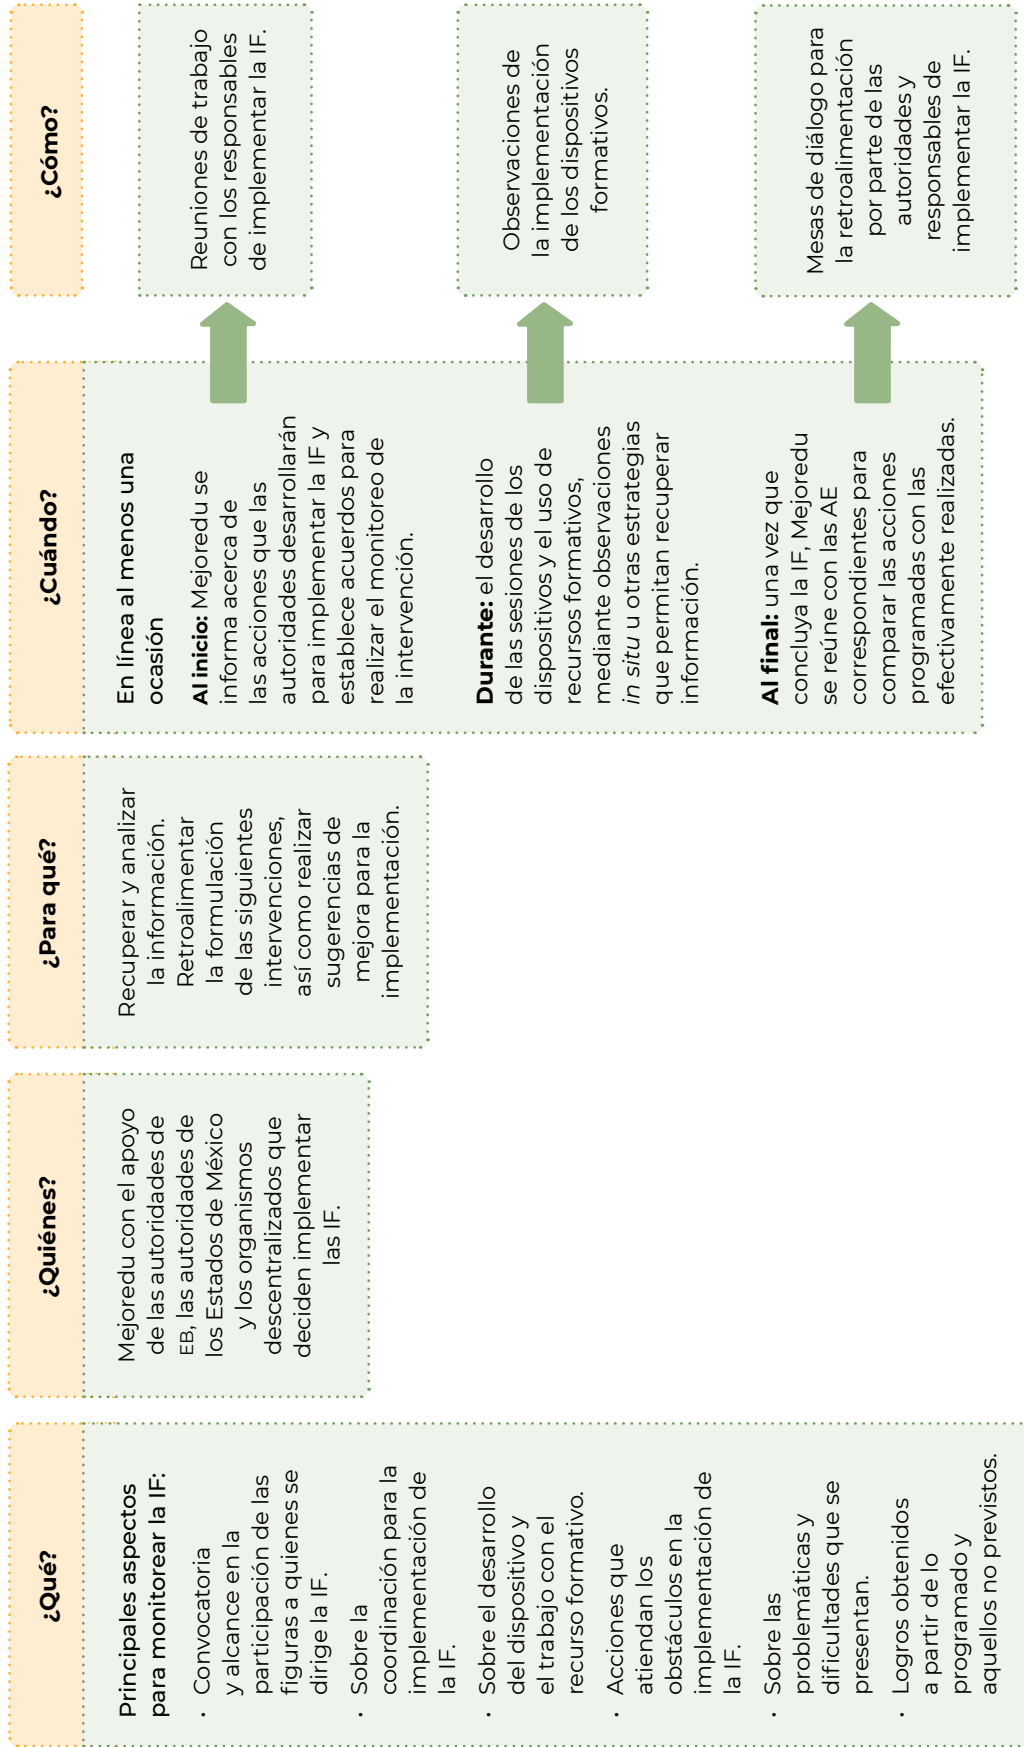 ¿Qué?
Principales aspectos
para monitorear la IF:
· Convocatoria
y alcance en la
participación de las
figuras a quienes se
dirige la IF.
· Sobre la
coordinación para la
implementación de
la IF.
· Sobre el desarrollo
del dispositivo y
el trabajo con el
recurso formativo.
· Acciones que
atiendan los
obstáculos en la
implementación de
la IF.
· Sobre las
problemáticas y
dificultades que se
presentan.
· Logros obtenidos
a partir de lo
programado y
aquellos no previstos.
¿Quiénes?
Mejoredu con el apoyo
de las autoridades de
EB, las autoridades de
los Estados de México
y los organismos
descentralizados que
deciden implementar
las IF.
¿Para qué?
Recuperar y analizar
la información.
Retroalimentar
la formulación
de las siguientes
intervenciones,
así como realizar
sugerencias de
mejora para la
implementación.
¿Cuándo?
En línea al menos una
ocasión
Al inicio: Mejoredu se
informa acerca de
las acciones que las
autoridades desarrollarán
para implementar la IF y
establece acuerdos para
realizar el monitoreo de
la intervención.
Durante: el desarrollo
de las sesiones de los
dispositivos y el uso de
recursos formativos,
mediante observaciones
in situ u otras estrategias
que permitan recuperar
información.
Al final: una vez que
concluya la IF, Mejoredu
se reúne con las AE
correspondientes para
comparar las acciones
programadas con las
efectivamente realizadas.
¿Cómo?
Reuniones de trabajo
con los responsables
de implementar la IF.
Observaciones de
la implementación
de los dispositivos
formativos.
Mesas de diálogo para
la retroalimentación
por parte de las
autoridades y
responsables de
implementar la IF.